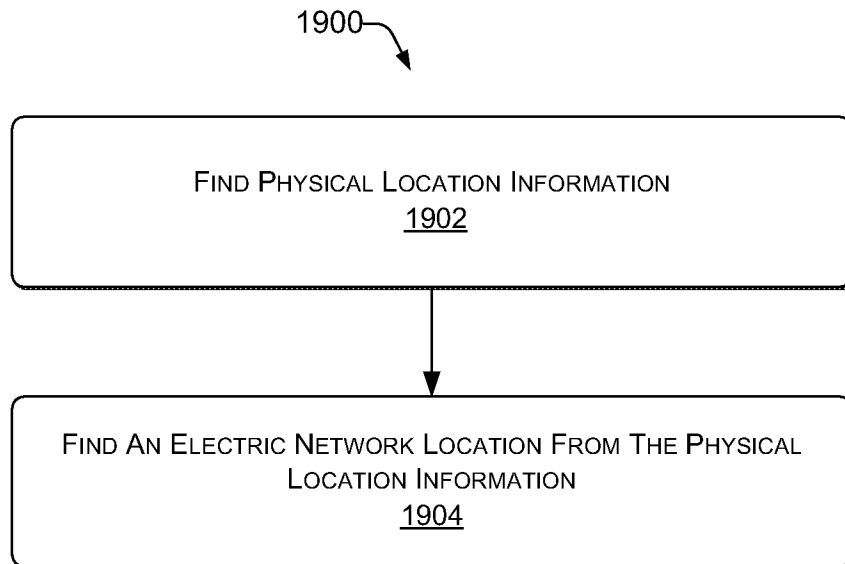 1900
FIND PHYSICAL LOCATION INFORMATION
1902
FIND AN ELECTRIC NETWORK LOCATION FROM THE PHYSICAL
LOCATION INFORMATION
1904